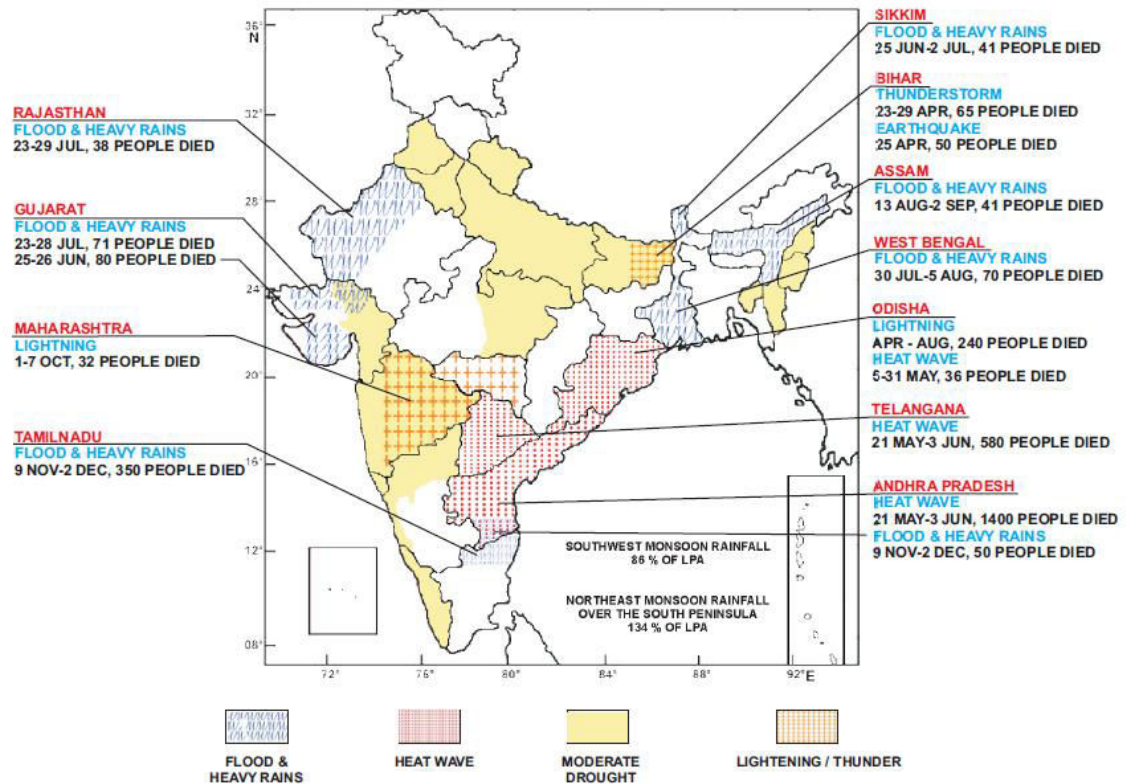 RAJASTHAN
FLOOD & HEAVY RAINS
23-29 JUL, 38 PEOPLE DIED
GUJARAT
FLOOD & HEAVY RAINS
23-28 JUL, 71 PEOPLE DIED
25-26 JUN, 80 PEOPLE DIED
MAHARASHTRA
LIGHTNING
1-7 OCT, 32 PEOPLE DIED
TAMILNADU
FLOOD & HEAVY RAINS
9 NOV-2 DEC, 350 PEOPLE DIED
36°
N
32°
28°
24°
20°
16°
12°
08°
72°
76°
80°
84°
88°
92°E
SOUTHWEST MONSOON RAINFALL
86 % OF LPA
NORTHEAST MONSOON RAINFALL
OVER THE SOUTH PENINSULA
134 % OF LPA
SIKKIM
FLOOD & HEAVY RAINS
25 JUN-2 JUL, 41 PEOPLE DIED
BIHAR
THUNDERSTORM
23-29 APR, 65 PEOPLE DIED
EARTHQUAKE
25 APR, 50 PEOPLE DIED
ASSAM
FLOOD & HEAVY RAINS
13 AUG-2 SEP, 41 PEOPLE DIED
WEST BENGAL
FLOOD & HEAVY RAINS
30 JUL-5 AUG, 70 PEOPLE DIED
ODISHA
LIGHTNING
APR - AUG, 240 PEOPLE DIED
HEAT WAVE
5-31 MAY, 36 PEOPLE DIED
TELANGANA
HEAT WAVE
21 MAY-3 JUN, 580 PEOPLE DIED
ANDHRA PRADESH
HEAT WAVE
21 MAY-3 JUN, 1400 PEOPLE DIED
FLOOD & HEAVY RAINS
9 NOV-2 DEC, 50 PEOPLE DIED
FLOOD &
HEAVY RAINS
HEAT WAVE
MODERATE
DROUGHT
LIGHTENING / THUNDER